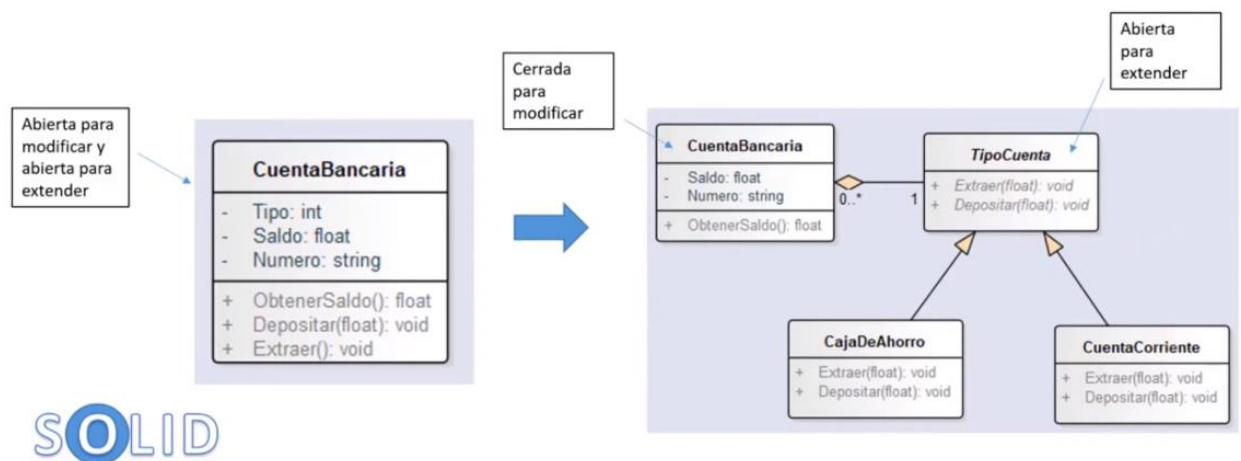 Abierta para
modificar y
abierta para
extender
CuentaBancaria
- Tipo: int
- Saldo: float
- Numero: string
+ ObtenerSaldo(): float
+ Depositar(float): void
+ Extraer(): void
Cerrada
para
modificar
Abierta
para
extender
CuentaBancaria
- Saldo: float
- Numero: string
+ ObtenerSaldo(): float
0..*
1
TipoCuenta
+ Extraer(float): void
+ Depositar(float): void
CajaDeAhorro
+ Extraer(float): void
+ Depositar(float): void
CuentaCorriente
+ Extraer(float): void
+ Depositar(float): void
SOLID